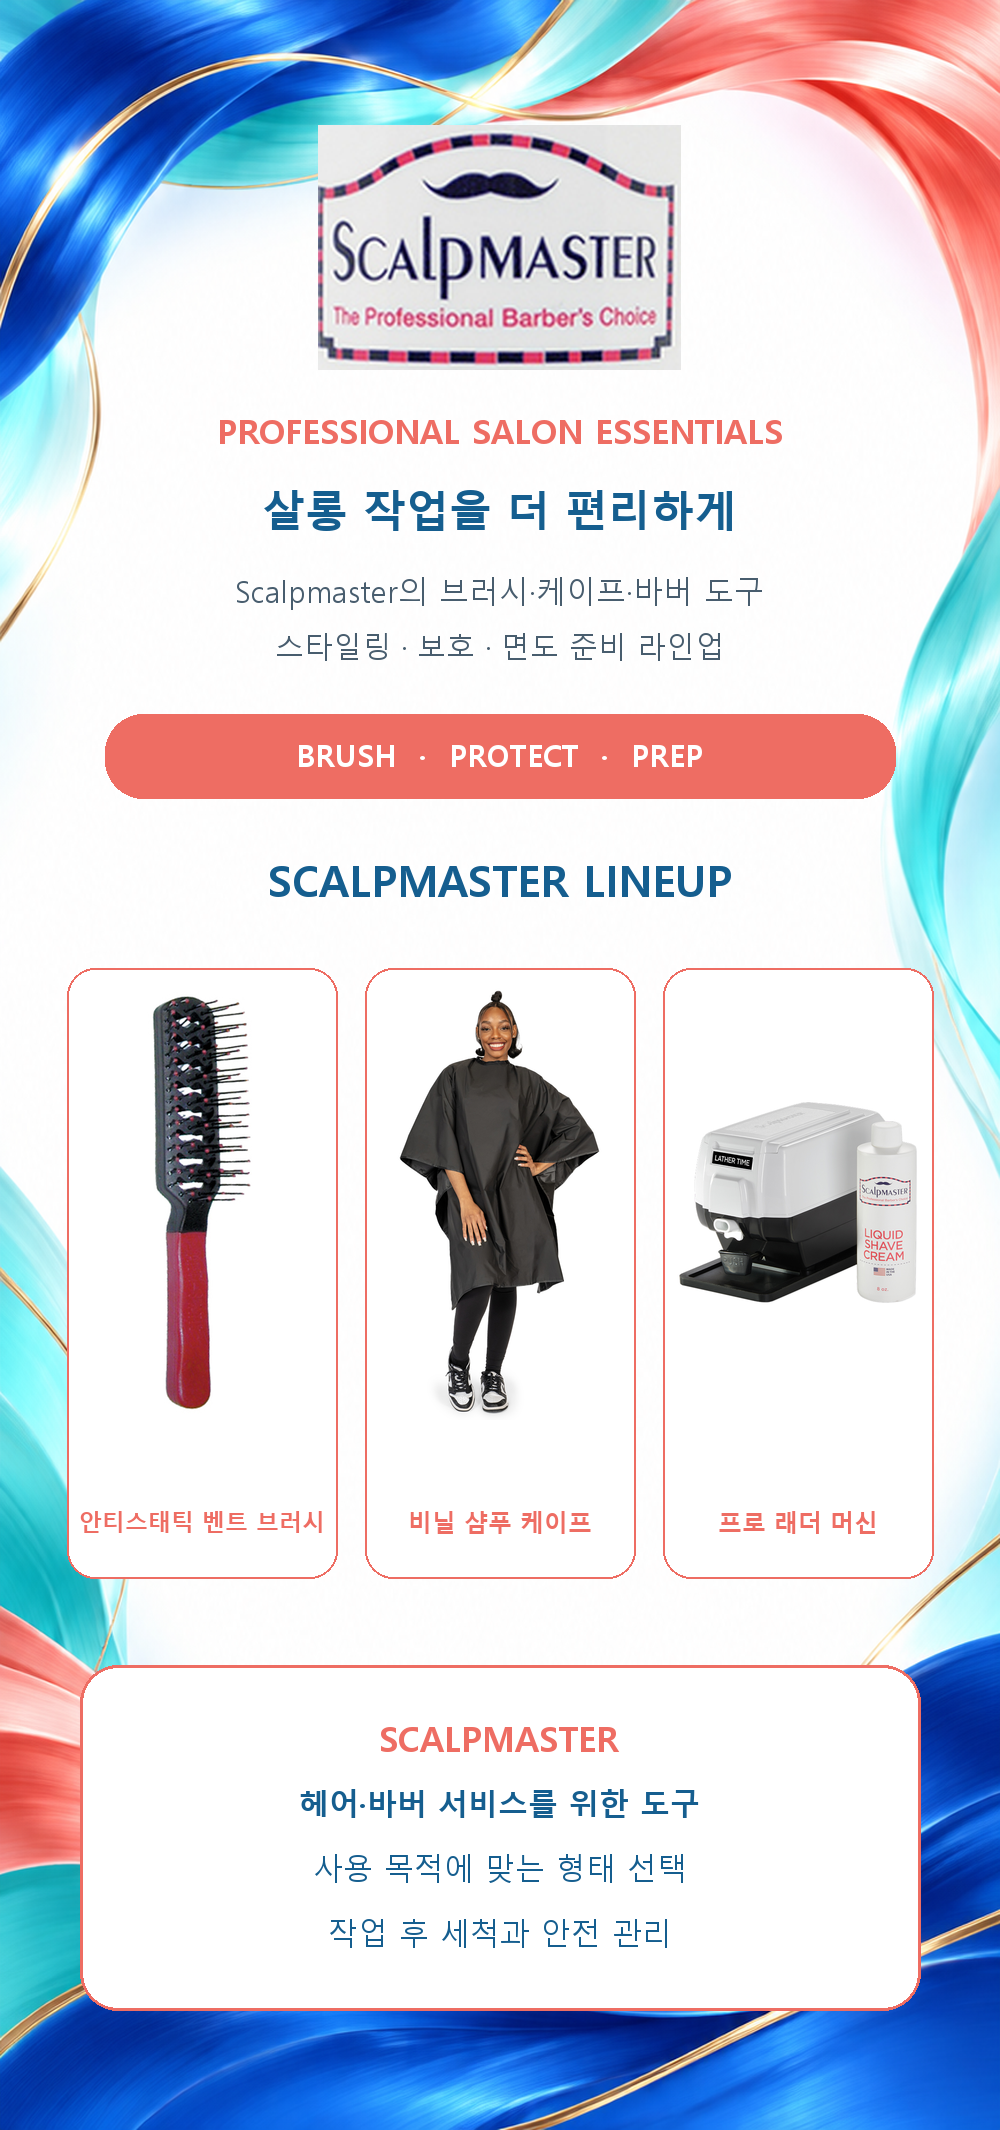 SCALPMASTER
The Professional Barber's Choice
PROFESSIONAL SALON ESSENTIALS
살롱 작업을 더 편리하게
Scalpmaster의 브러시·케이프·바버 도구
스타일링 · 보호 · 면도 준비 라인업
BRUSH · PROTECT · PREP
SCALPMASTER LINEUP
LATHER TIME
SCALPMASTER
LIQUID
SHAVE
CREAM
안티스태틱 벤트 브러시
비닐 샴푸 케이프
프로 래더 머신
SCALPMASTER
헤어·바버 서비스를 위한 도구
사용 목적에 맞는 형태 선택
작업 후 세척과 안전 관리